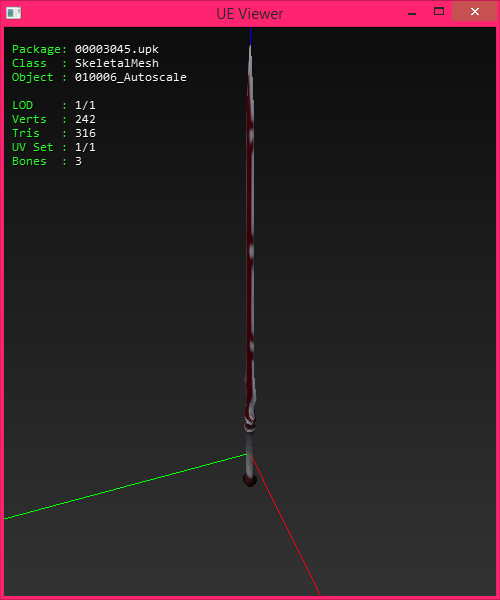 UE Viewer
Package: 00003045.upk
Class  : SkeletalMesh
Object : 010006_Autoscale
LOD    : 1/1
Verts  : 242
Tris   : 316
UV Set : 1/1
Bones  : 3